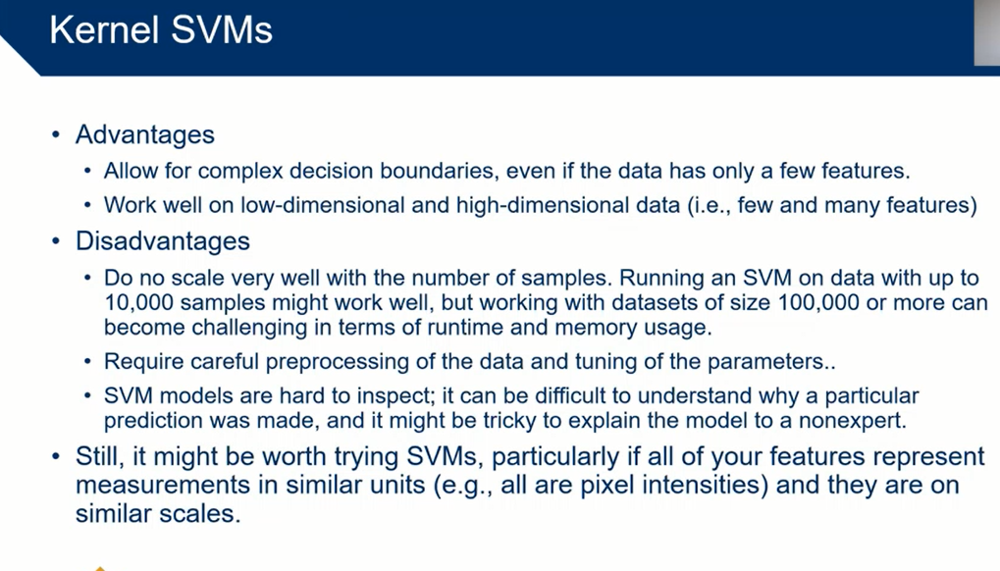 Kernel SVMs
• Advantages
• Allow for complex decision boundaries, even if the data has only a few features.
• Work well on low-dimensional and high-dimensional data (i.e., few and many features)
• Disadvantages
• Do no scale very well with the number of samples. Running an SVM on data with up to
10,000 samples might work well, but working with datasets of size 100,000 or more can
become challenging in terms of runtime and memory usage.
• Require careful preprocessing of the data and tuning of the parameters..
• SVM models are hard to inspect; it can be difficult to understand why a particular
prediction was made, and it might be tricky to explain the model to a nonexpert.
• Still, it might be worth trying SVMs, particularly if all of your features represent
measurements in similar units (e.g., all are pixel intensities) and they are on
similar scales.